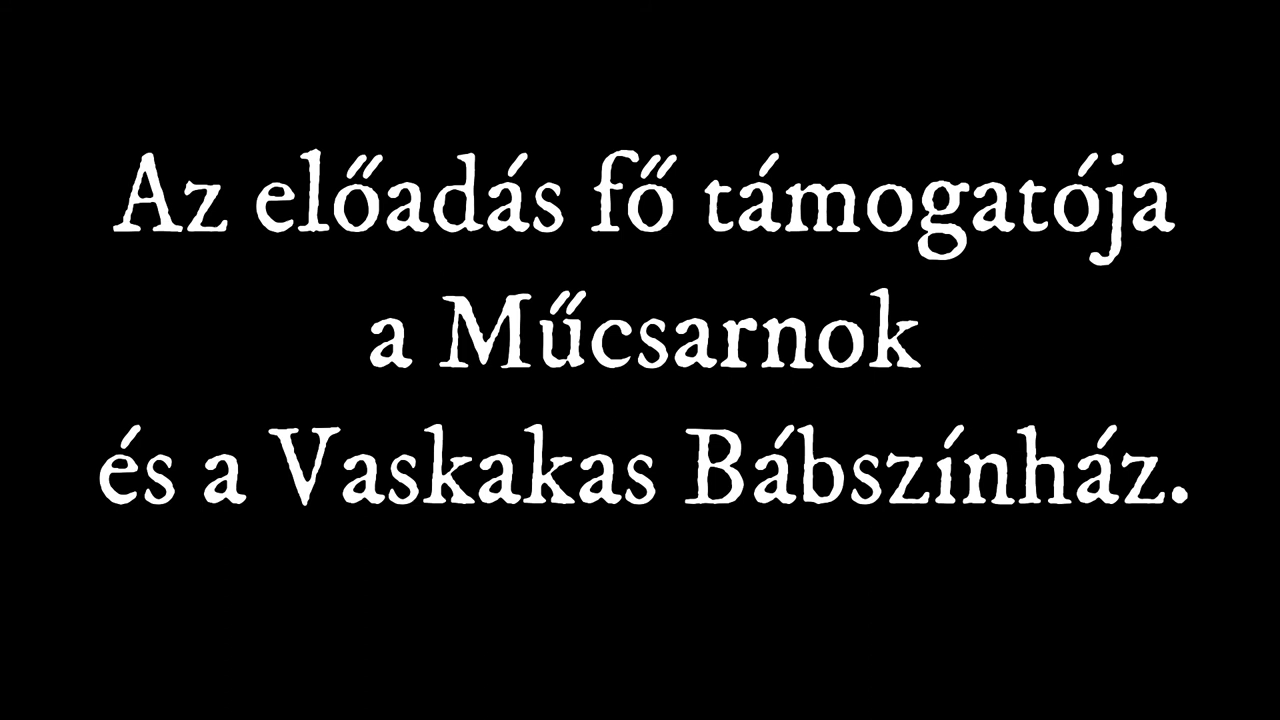 Az előadás fő támogatója
a Műcsarnok
és a Vaskakas Bábszínház.